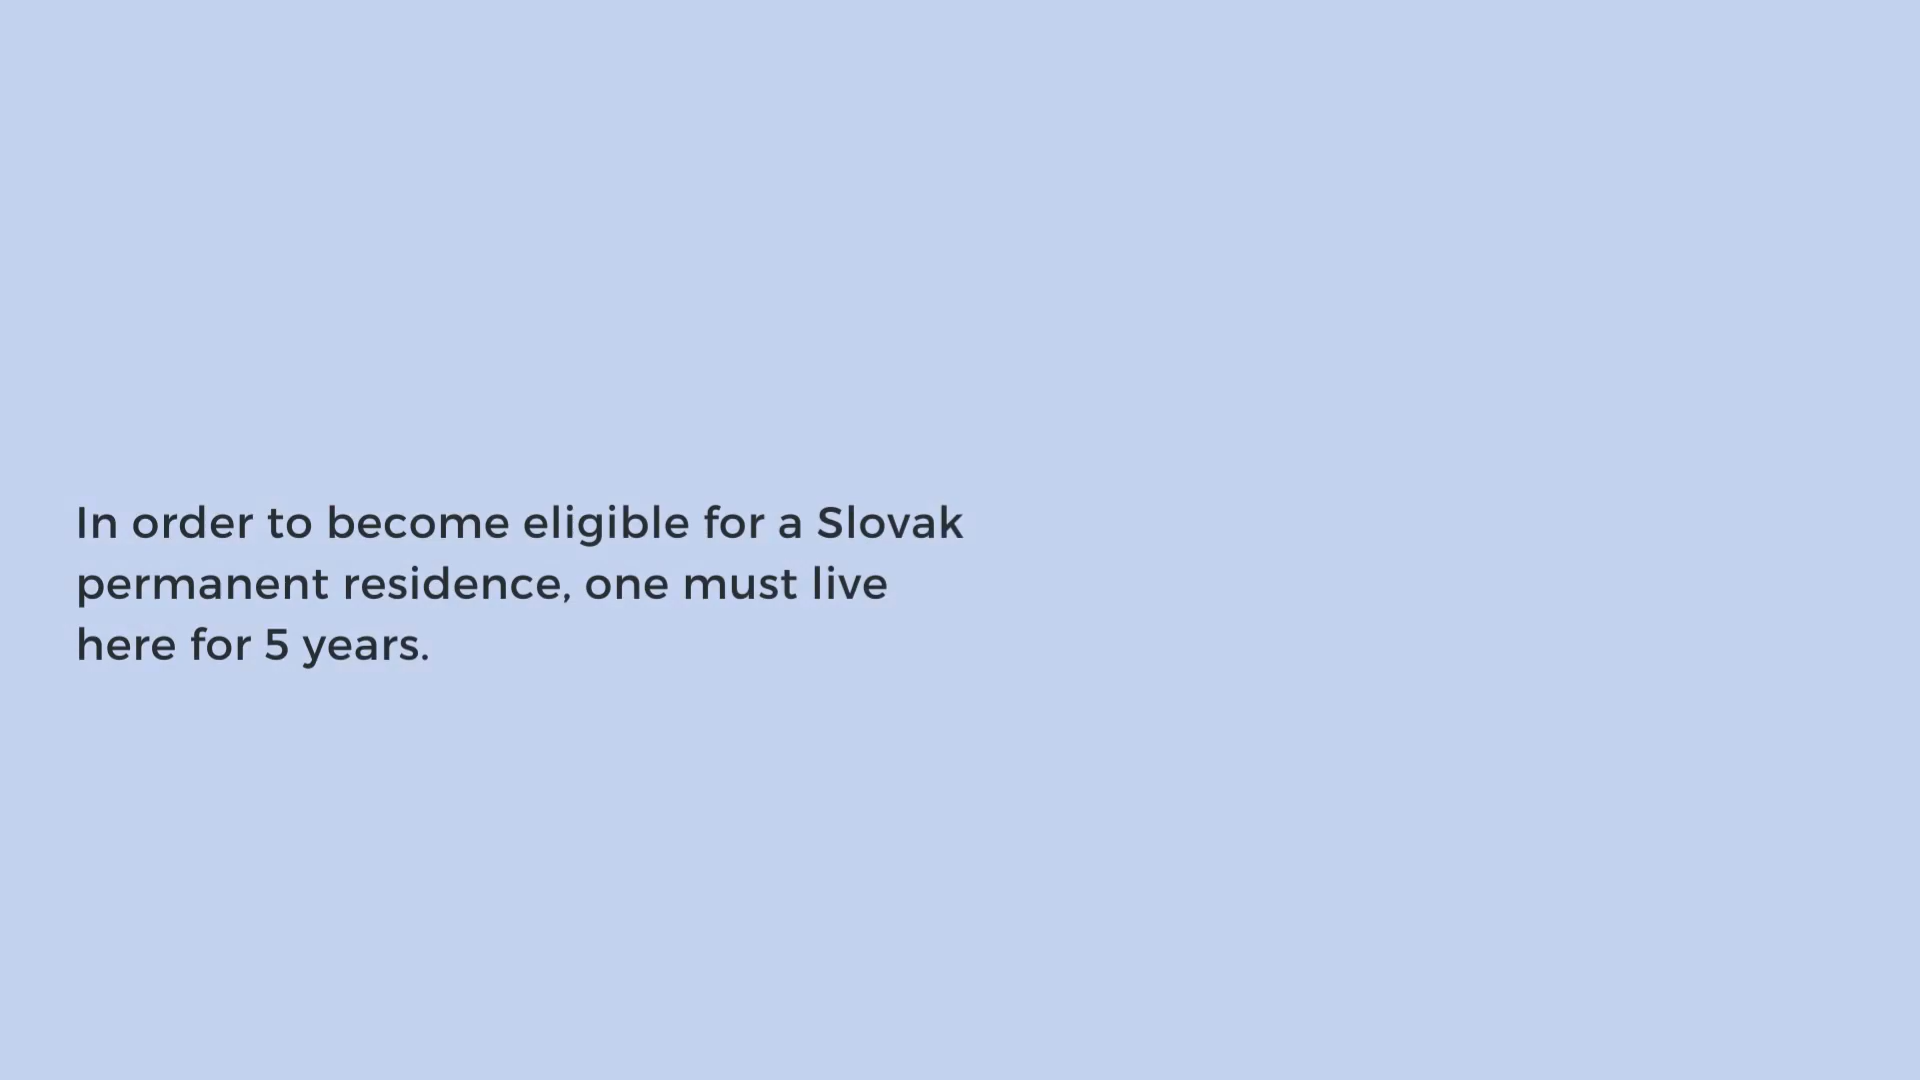 In order to become eligible for a Slovak
permanent residence, one must live
here for 5 years.